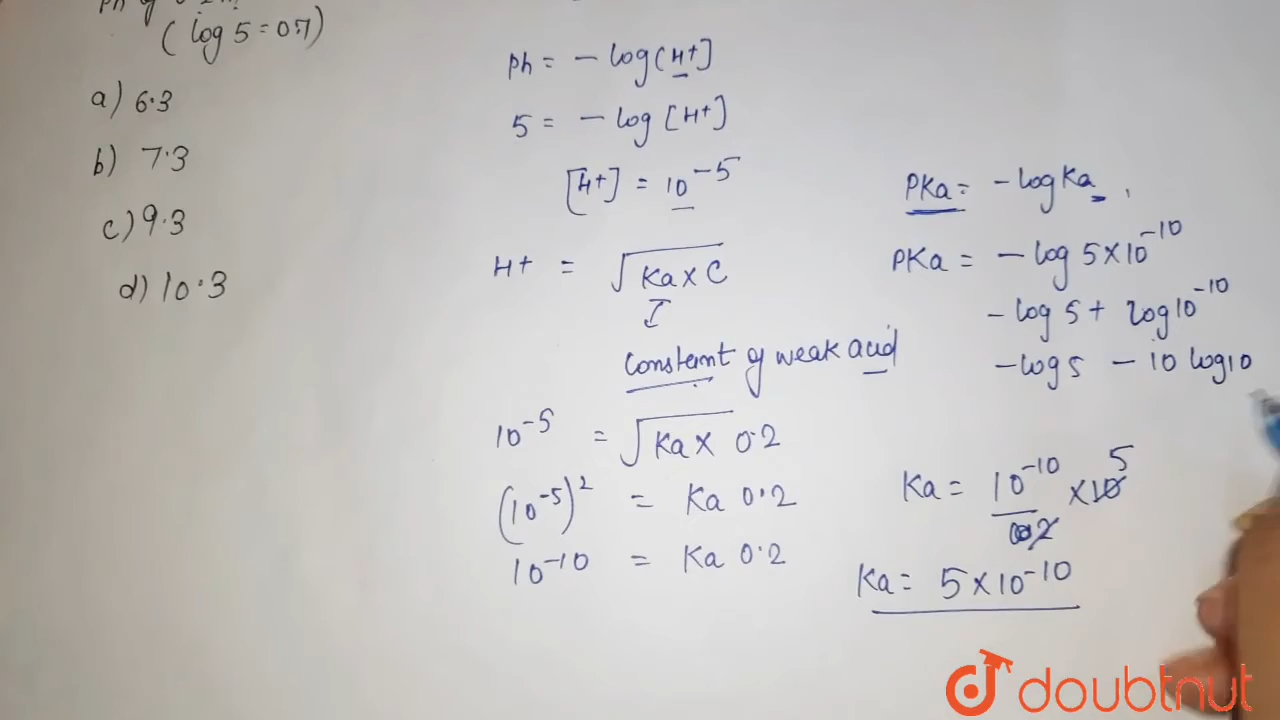 (log 5 = 0.7)
a) 6.3
b) 7.3
c) 9.3
d) 10.3
Ph = - log [H+]
5 = - log [H+]
[H+] = 10^-5
H+ = √Ka x C
Constant of weak acid
10^-5 = √Ka x 0.2
(10^-5)^2 = Ka 0.2
10^-10 = Ka 0.2
PKa = - log Ka
PKa = - log 5 x 10^-10
- log 5 + log 10^-10
- log 5 - 10 log 10
Ka = 10^-10 / 2 x 10 5
Ka = 5 x 10^-10
doubtnut